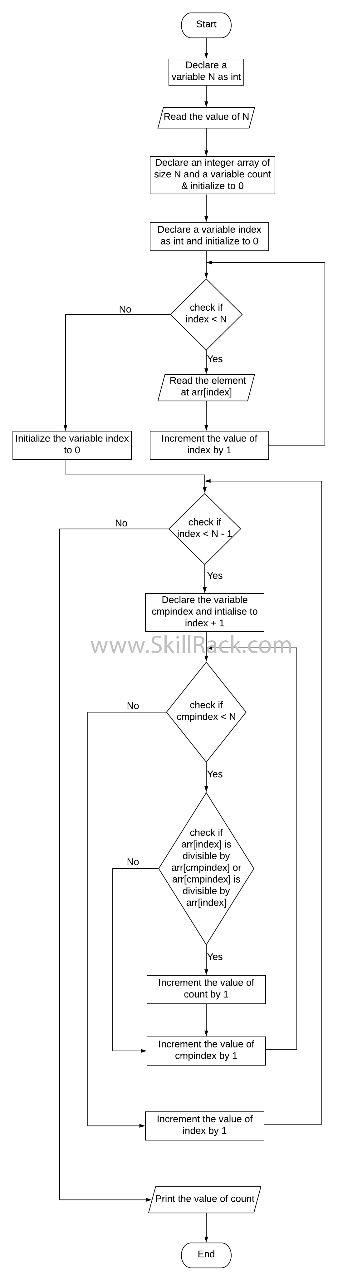 Start
Declare a
variable N as int
Read the value of N
Declare an integer array of
size N and a variable count
& initialize to 0
Declare a variable index
as int and initialize to 0
No
check if
index < N
Yes
Read the element
at arr[index]
Initialize the variable index
to 0
Increment the value of
index by 1
No
check if
index < N - 1
Yes
Declare the variable
cmpindex and intialise to
index + 1
www.SkillRack.com
No
check if
cmpindex < N
Yes
No
check if
arr[index] is
divisible by
arr[cmpindex] or
arr[cmpindex] is
divisible by
arr[index]
Yes
Increment the value of
count by 1
Increment the value of
cmpindex by 1
Increment the value of
index by 1
Print the value of count
End